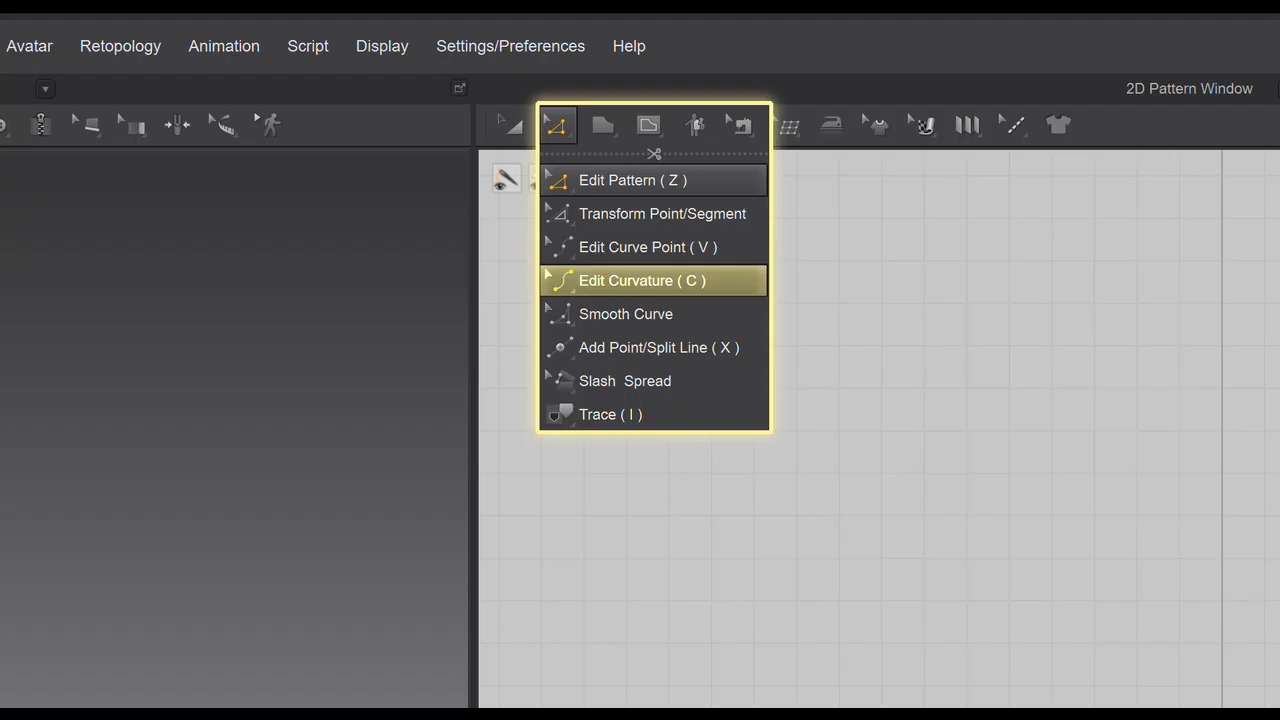 Avatar Retopology Animation Script Display Settings/Preferences Help
2D Pattern Window
Edit Pattern ( Z )
Transform Point/Segment
Edit Curve Point ( V )
Edit Curvature ( C )
Smooth Curve
Add Point/Split Line ( X )
Slash  Spread
Trace ( I )